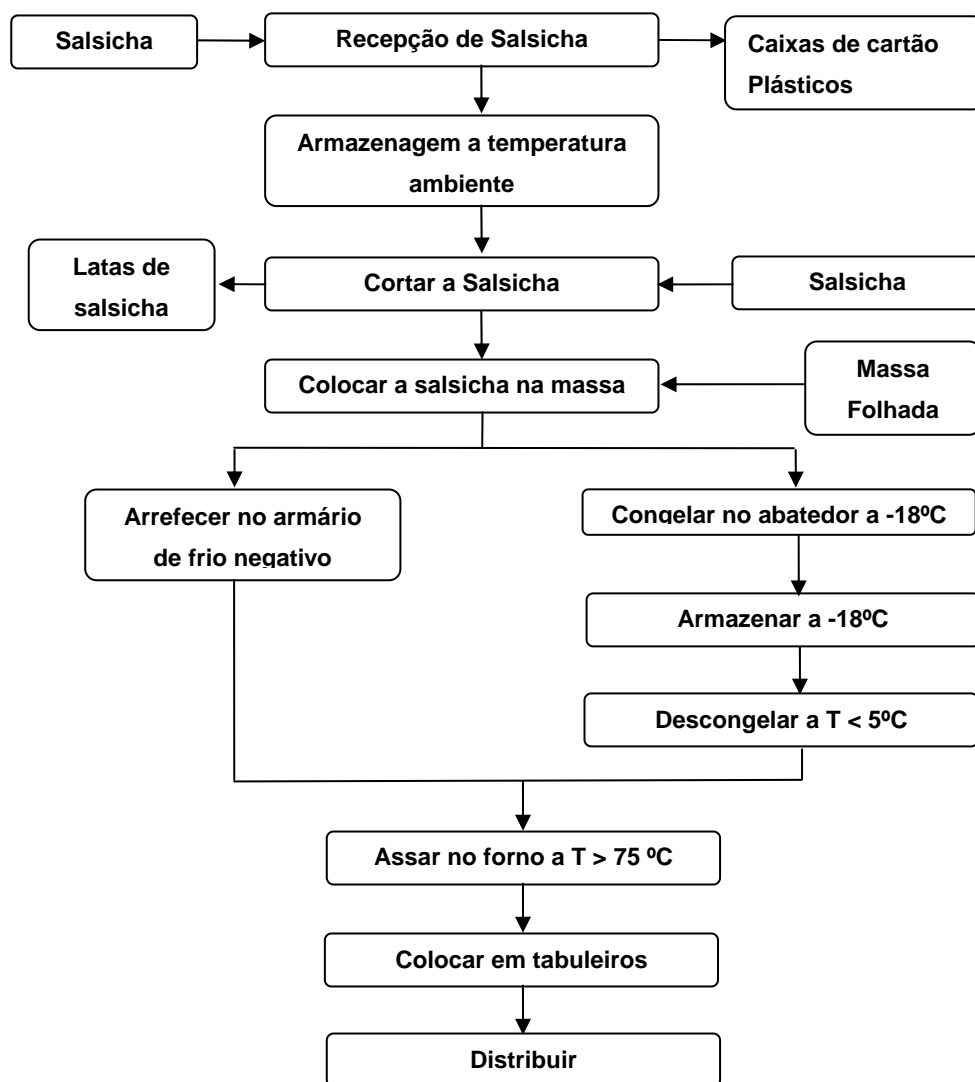 Salsicha
Recepção de Salsicha
Caixas de cartão
Plásticos
Armazenagem a temperatura
ambiente
Latas de
salsicha
Cortar a Salsicha
Salsicha
Colocar a salsicha na massa
Massa
Folhada
Arrefecer no armário
de frio negativo
Congelar no abatedor a -18ºC
Armazenar a -18ºC
Descongelar a T < 5ºC
Assar no forno a T > 75 ºC
Colocar em tabuleiros
Distribuir